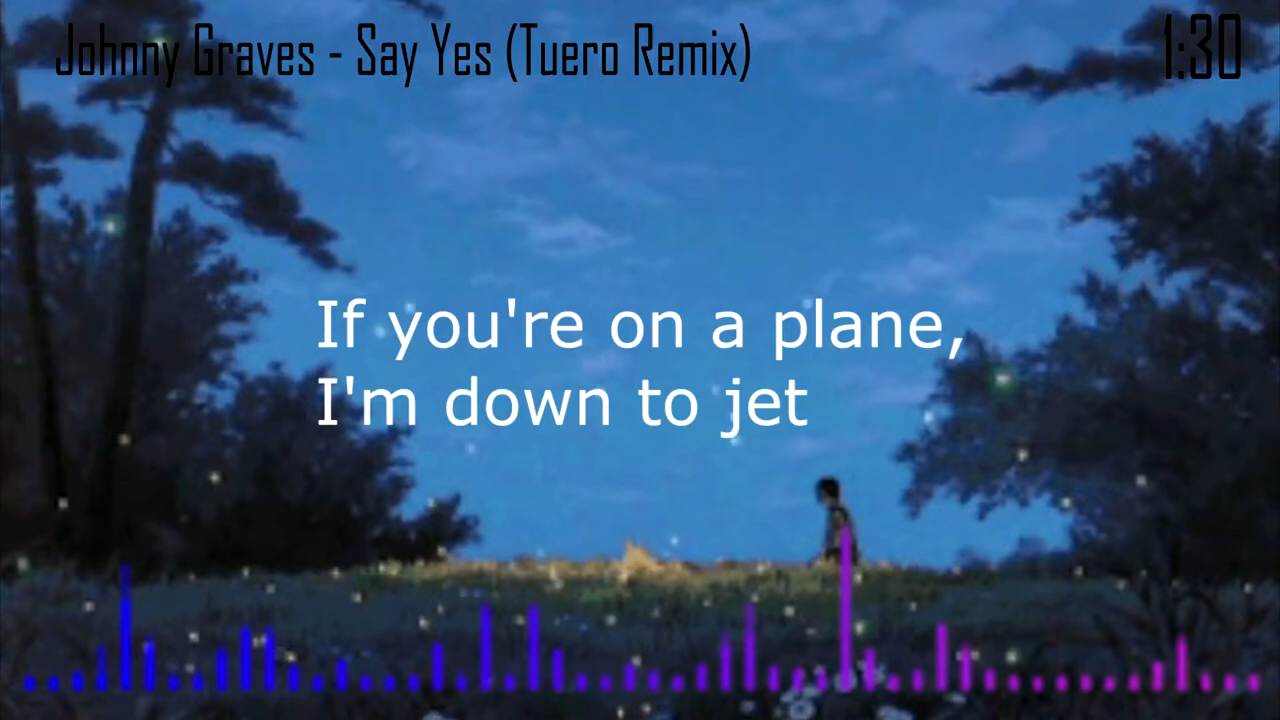 Johnny Graves - Say Yes (Tuero Remix)
1:30
If you're on a plane,
I'm down to jet